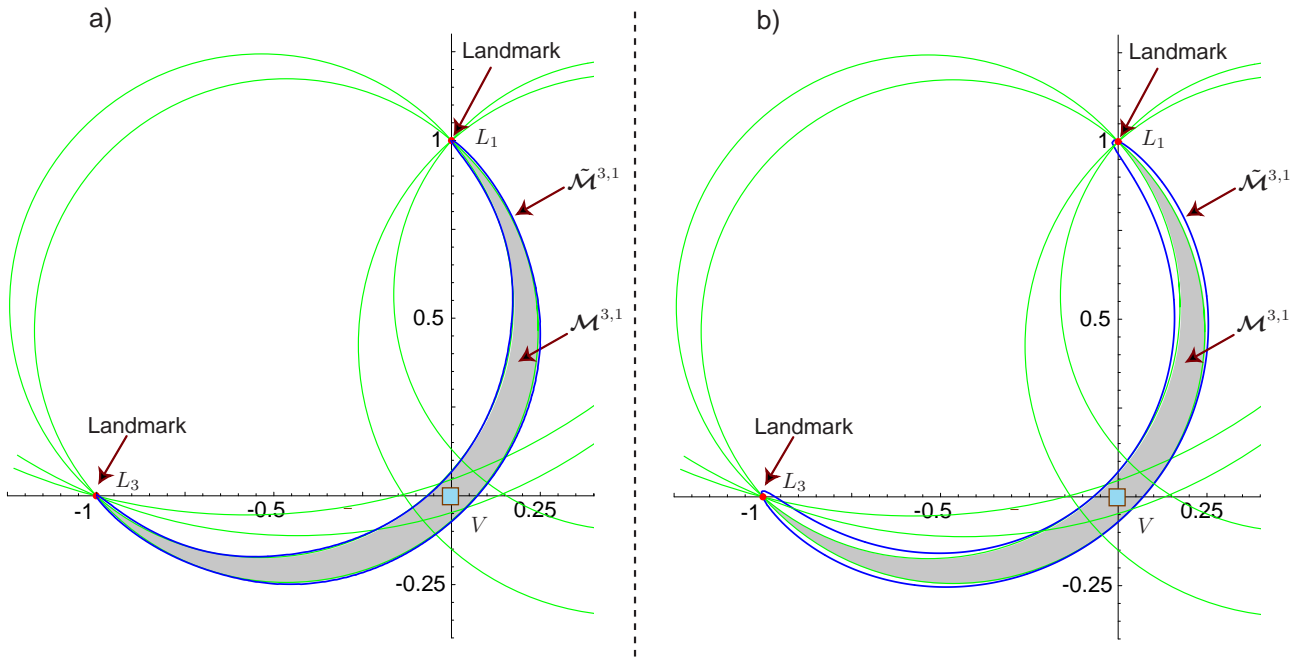 a)
Landmark
1
L₁
M̃³,¹
0.5
M³,¹
Landmark
L₃
-1
-0.5
0.25
V
-0.25
b)
Landmark
1
L₁
M̃³,¹
0.5
M³,¹
Landmark
L₃
-1
-0.5
0.25
V
-0.25